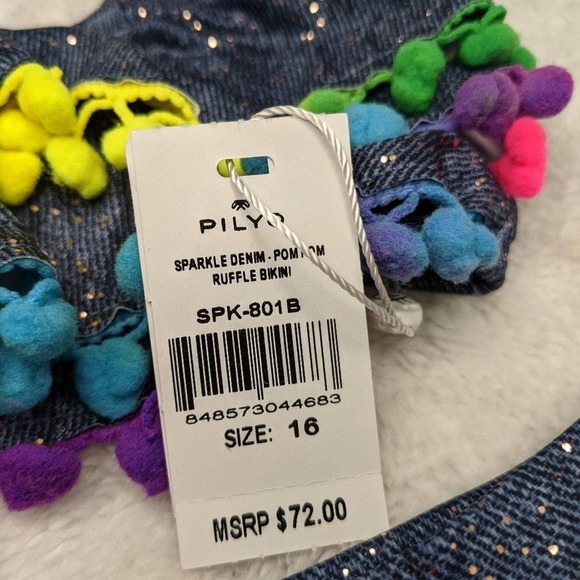 PILYQ
SPARKLE DENIM - POM POM
RUFFLE BIKINI
SPK-801B
848573044683
SIZE: 16
MSRP $72.00